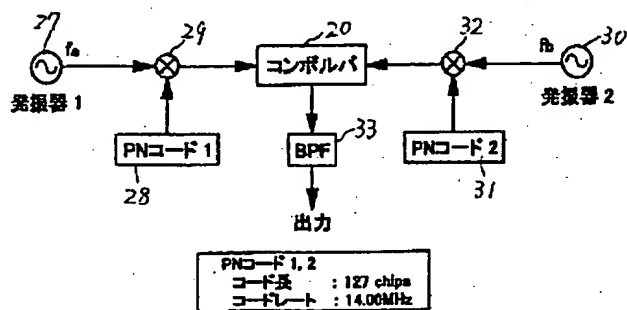 27
fa
29
20
コンボルバ
32
fb
30
発振器 1
発振器 2
PNコード 1
28
BPF
33
PNコード 2
31
出力
PNコード 1, 2
コード長 : 127 chips
コードレート : 14.00MHz